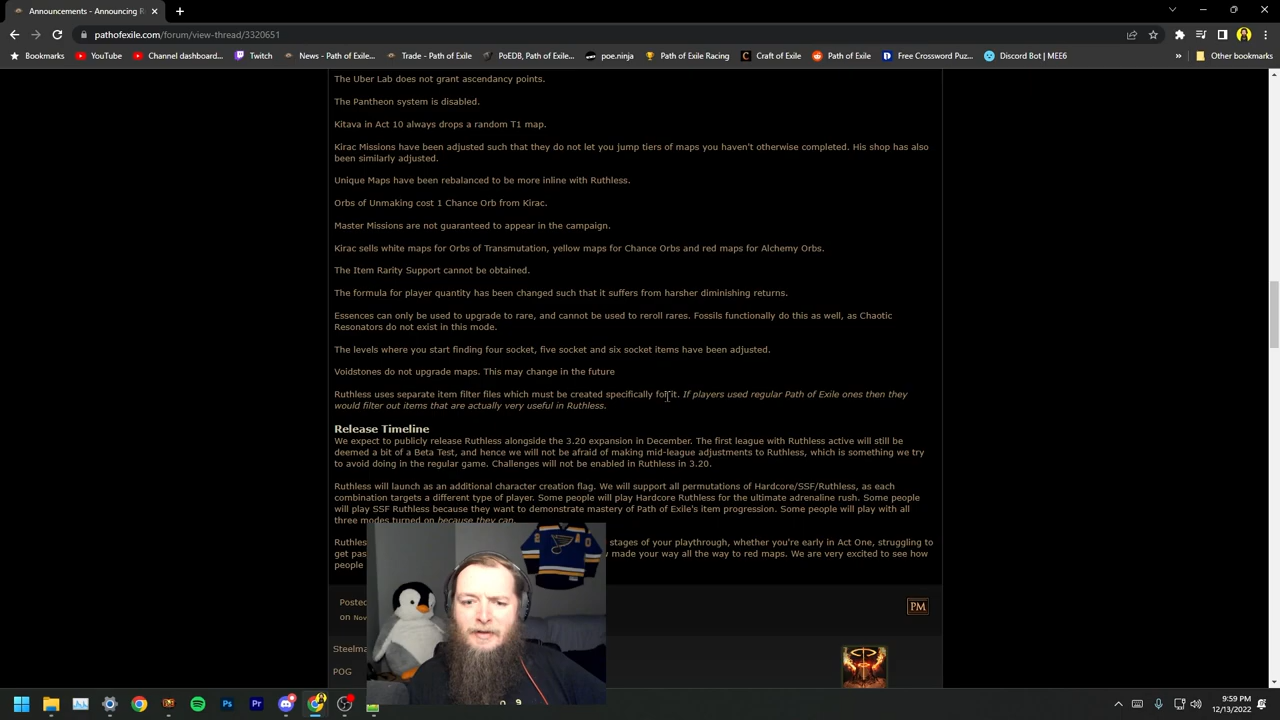 Announcements -
pathofexile.com/forum/view-thread/3320651
Bookmarks YouTube Channel dashboard... Twitch News - Path of Exile... PoEDB, Path of Exile... poe.ninja Path of Exile Racing Craft of Exile Reddit Free Crossword Puz... Discord Bot | MEE6 »
The Uber Lab does not grant ascendancy points.
The Pantheon system is disabled.
Kitava in Act 10 always drops a random T1 map.
Kirac Missions have been adjusted such that they do not let you jump tiers of maps you haven't otherwise completed. His shop has also
been similarly adjusted.
Unique Maps have been rebalanced to be more inline with Ruthless.
Orbs of Unmaking cost 1 Chance Orb from Kirac.
Master Missions are not guaranteed to appear in the campaign.
Kirac sells white maps for Orbs of Transmutation, yellow maps for Chance Orbs and red maps for Alchemy Orbs.
The Item Rarity Support cannot be obtained.
The formula for player quantity has been changed such that it suffers from harsher diminishing returns.
Essences can only be used to upgrade to rare, and cannot be used to reroll rares. Fossils functionally do this as well, as Chaotic
Resonators do not exist in this mode.
The levels where you start finding four socket, five socket and six socket items have been adjusted.
Voidstones do not upgrade maps. This may change in the future
Ruthless uses separate item filter files which must be created specifically for it. If players used regular Path of Exile ones then they
would filter out items that are actually very useful in Ruthless.
Release Timeline
We expect to publicly release Ruthless alongside the 3.20 expansion in December. The first league with Ruthless active will still be
deemed a bit of a Beta Test, and hence we will not be afraid of making mid-league adjustments to Ruthless, which is something we try
to avoid doing in the regular game. Challenges will not be enabled in Ruthless in 3.20.
Ruthless will launch as an additional character creation flag. We will support all permutations of Hardcore/SSF/Ruthless, as each
combination targets a different type of player. Some people will play Hardcore Ruthless for the ultimate adrenaline rush. Some people
will play SSF Ruthless because they want to demonstrate mastery of Path of Exile's item progression. Some people will play with all
three modes turned on because they can.
Ruthles stages of your playthrough, whether you're early in Act One, struggling to
get pas made your way all the way to red maps. We are very excited to see how
people
Posted
on Nov
PM
Steelma
POG
9:59 PM
12/13/2022